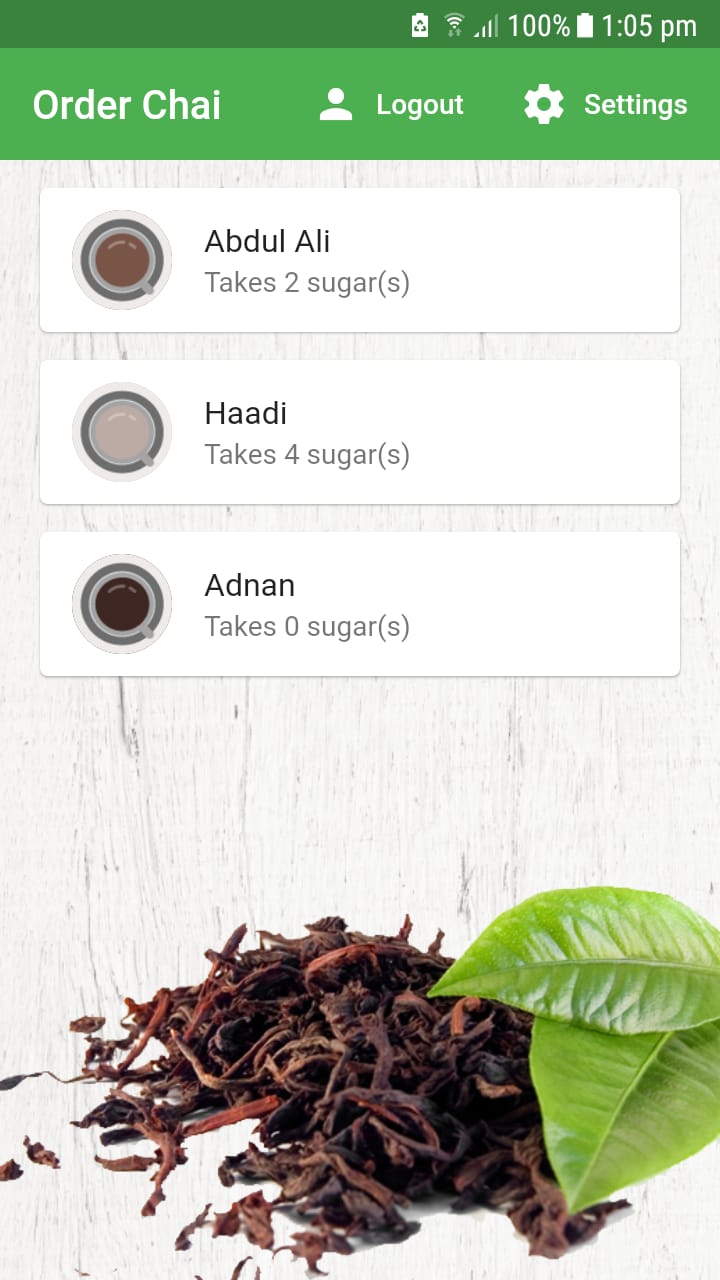 100% 1:05 pm
Order Chai Logout Settings
Abdul Ali
Takes 2 sugar(s)
Haadi
Takes 4 sugar(s)
Adnan
Takes 0 sugar(s)